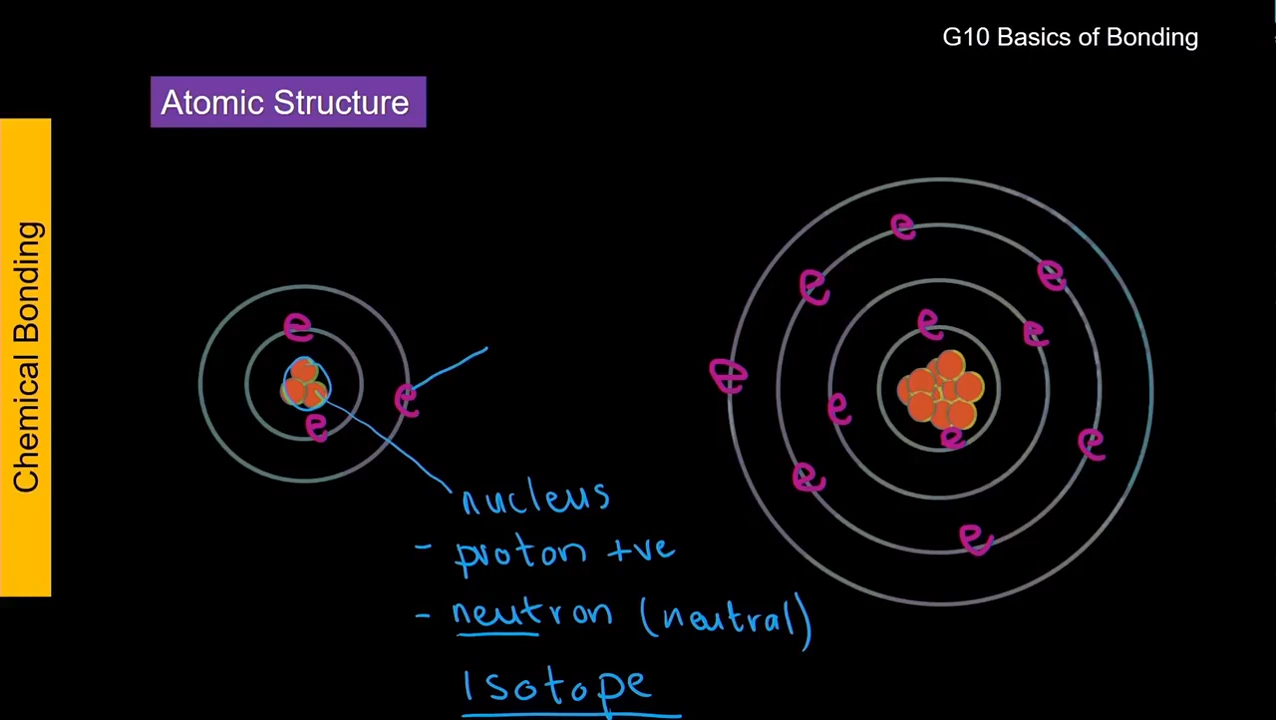 G10 Basics of Bonding
Atomic Structure
Chemical Bonding
e
e
e
nucleus
- proton +ve
- neutron (neutral)
Isotope
e
e
e
e
e
e
e
e
e
e
e